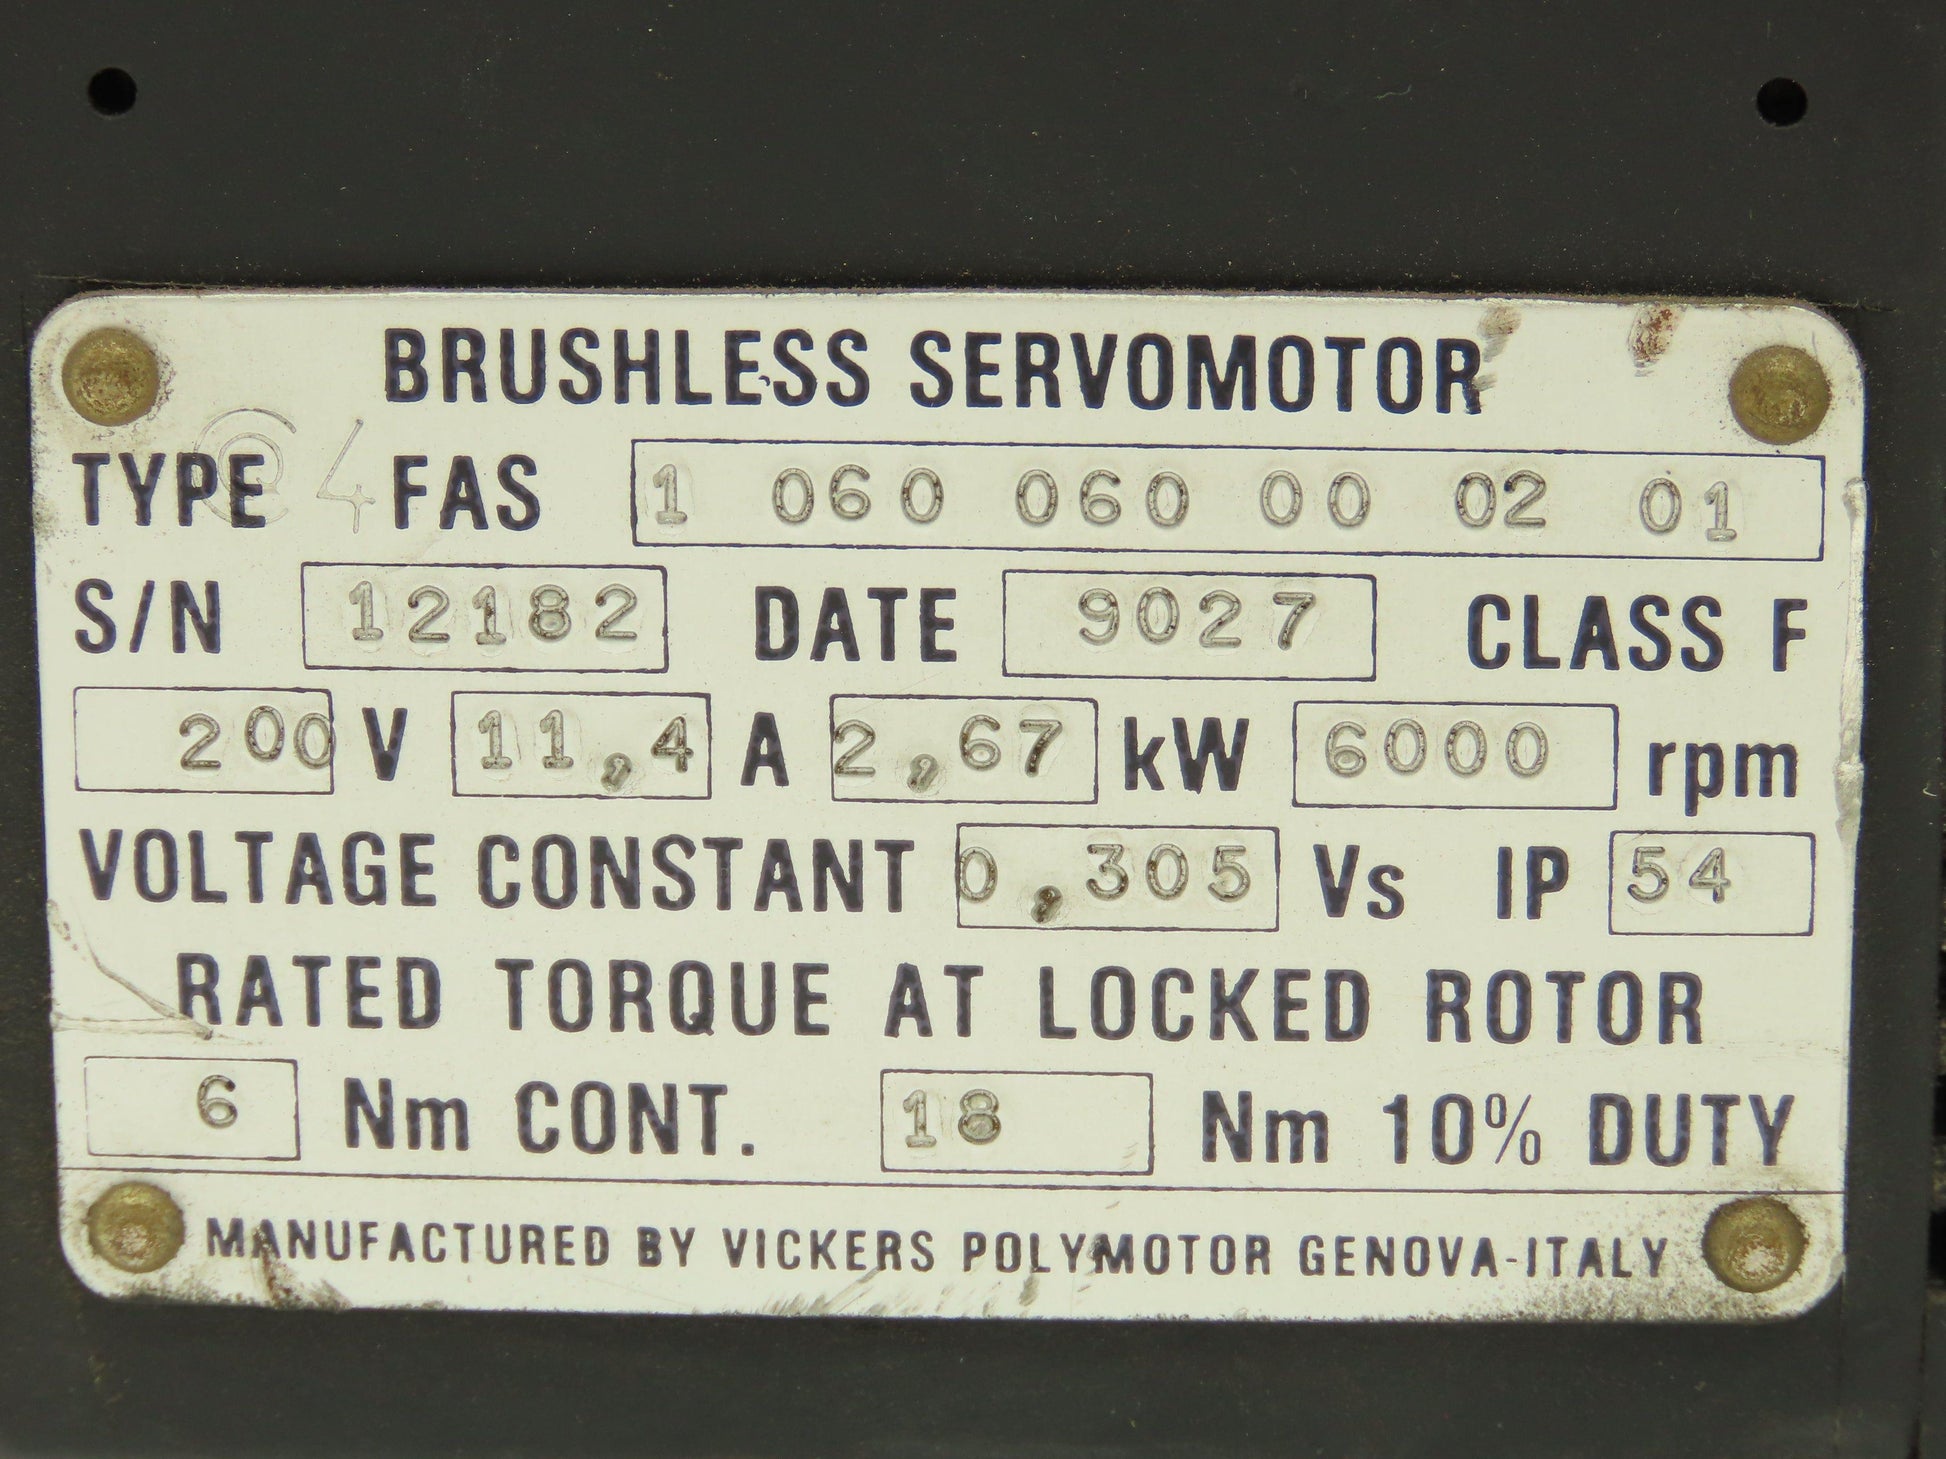 BRUSHLESS SERVOMOTOR
TYPE @4 FAS 1 060 060 00 02 01
S/N 12182 DATE 9027 CLASS F
200 V 11,4 A 2,67 kW 6000 rpm
VOLTAGE CONSTANT 0,305 Vs IP 54
RATED TORQUE AT LOCKED ROTOR
6 Nm CONT. 18 Nm 10% DUTY
MANUFACTURED BY VICKERS POLYMOTOR GENOVA-ITALY